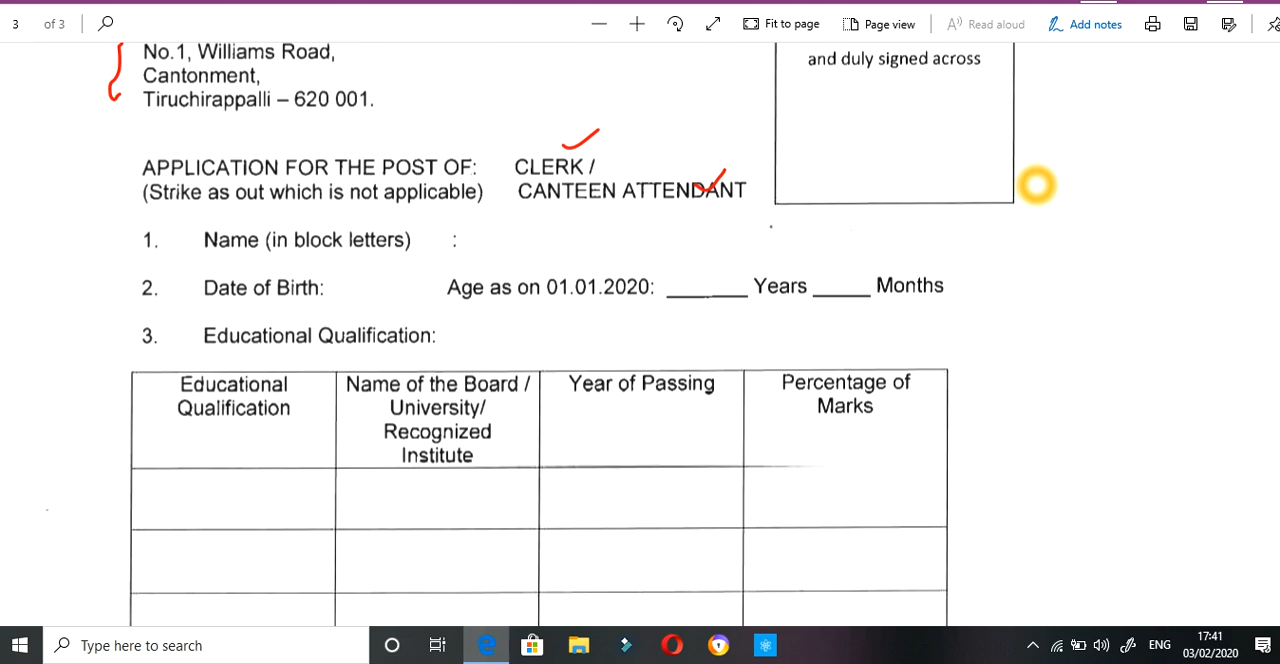 3 of 3 Fit to page Page view Read aloud Add notes
No.1, Williams Road,
Cantonment,
Tiruchirappalli – 620 001.
and duly signed across
APPLICATION FOR THE POST OF: CLERK /
(Strike as out which is not applicable) CANTEEN ATTENDANT
1. Name (in block letters) :
2. Date of Birth: Age as on 01.01.2020: ______ Years _____ Months
3. Educational Qualification:
Educational
Qualification
Name of the Board /
University/
Recognized
Institute
Year of Passing
Percentage of
Marks
Type here to search
ENG
17:41
03/02/2020